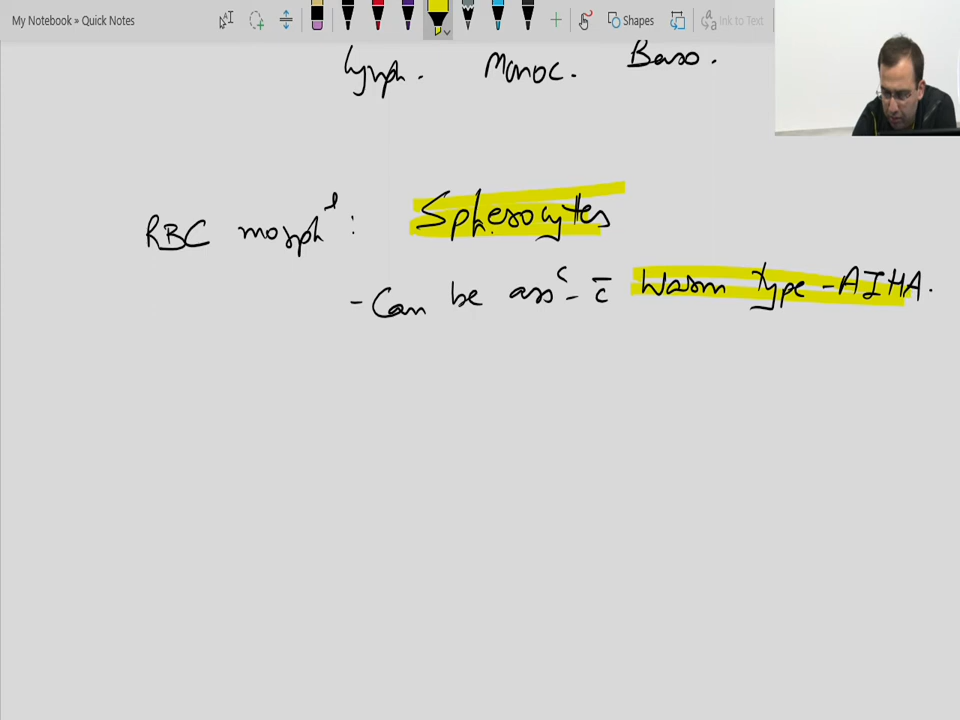 My Notebook » Quick Notes
Shapes
Ink to Text
Lymph. Monoc. Baso.
RBC morph^l : Spherocytes
- Can be ass^c - c̄ Warm type - AIHA.